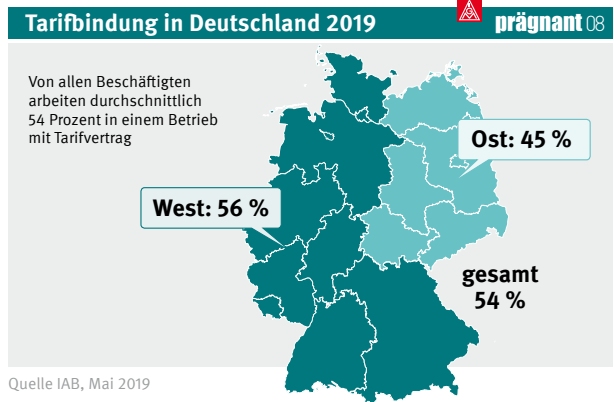 Tarifbindung in Deutschland 2019
prägnant 08
Von allen Beschäftigten
arbeiten durchschnittlich
54 Prozent in einem Betrieb
mit Tarifvertrag
Ost: 45 %
West: 56 %
gesamt
54 %
Quelle IAB, Mai 2019